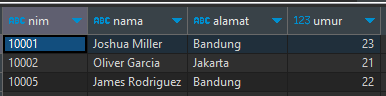 ABC nim ABC nama ABC alamat 123 umur
10001 Joshua Miller Bandung 23
10002 Oliver Garcia Jakarta 21
10005 James Rodriguez Bandung 22